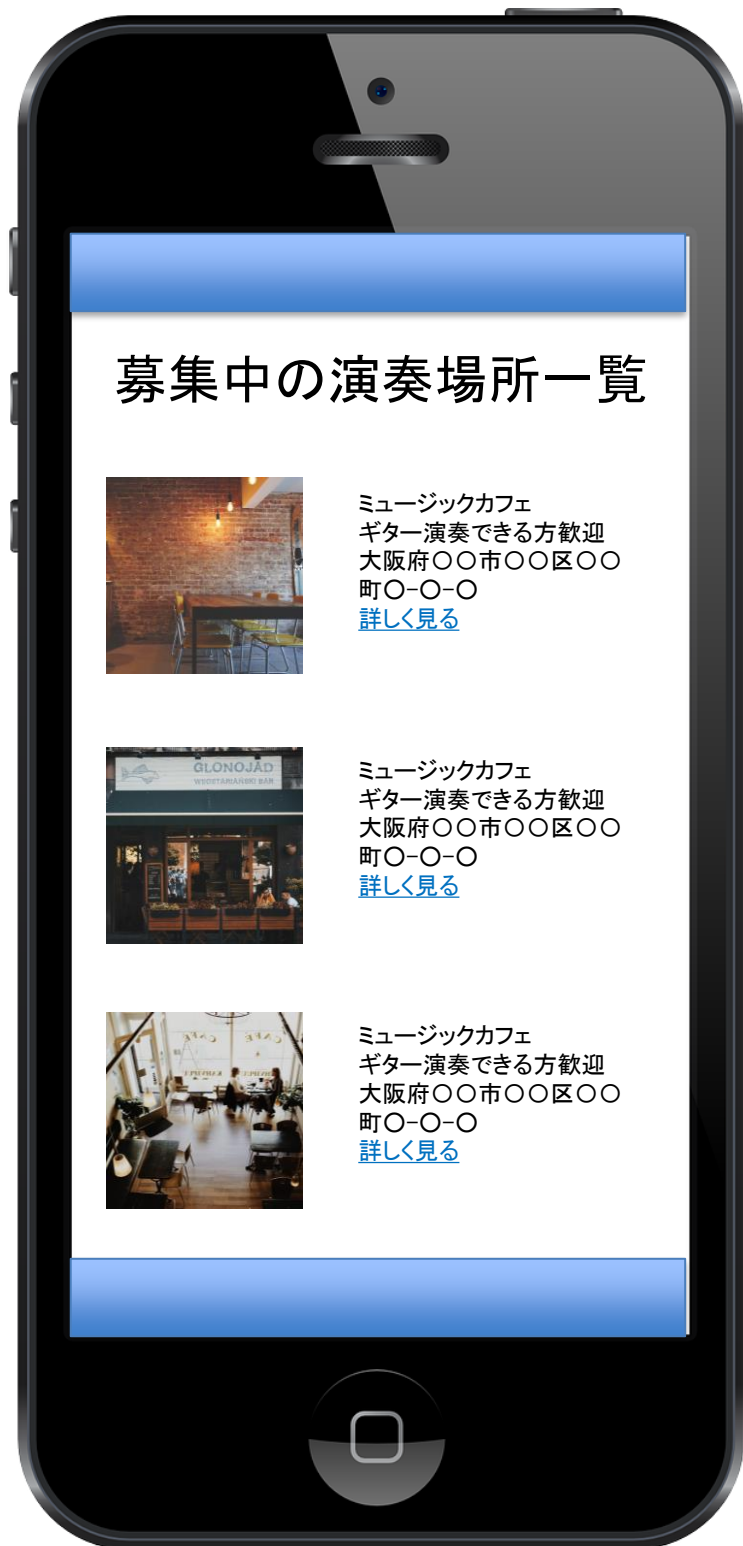 募集中の演奏場所一覧
ミュージックカフェ
ギター演奏できる方歓迎
大阪府〇〇市〇〇区〇〇
町〇-〇-〇
詳しく見る
GLONOJAD
WEGETARIAŃSKI BAR
ミュージックカフェ
ギター演奏できる方歓迎
大阪府〇〇市〇〇区〇〇
町〇-〇-〇
詳しく見る
CAFÉ
CAFÉ
ミュージックカフェ
ギター演奏できる方歓迎
大阪府〇〇市〇〇区〇〇
町〇-〇-〇
詳しく見る